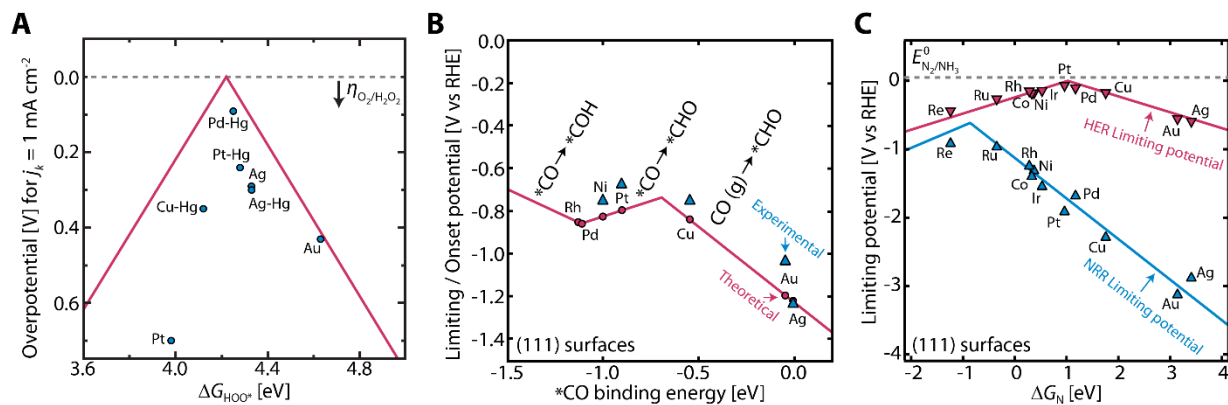 A
Overpotential [V] for jₖ = 1 mA cm⁻²
0.0
0.2
0.4
0.6
3.6
4.0
4.4
4.8
ΔG_HOO* [eV]
η_O₂/H₂O₂
Pd-Hg
Pt-Hg
Ag
Ag-Hg
Cu-Hg
Au
Pt
B
Limiting / Onset potential [V vs RHE]
0.0
-0.2
-0.4
-0.6
-0.8
-1.0
-1.2
-1.4
-1.5
-1.0
-0.5
0.0
*CO binding energy [eV]
*CO → *COH
*CO → *CHO
CO (g) → *CHO
Ni
Pt
Rh
Pd
Cu
Experimental
Au
Theoretical
Ag
(111) surfaces
C
Limiting potential [V vs RHE]
0
-1
-2
-3
-4
-2
-1
0
1
2
3
4
ΔG_N [eV]
E⁰_N₂/NH₃
Pt
Rh
Ru
Re
Co
Ni
Ir
Pd
Cu
Ag
Au
HER Limiting potential
Re
Ru
Rh
Ni
Co
Ir
Pd
Pt
Cu
Ag
Au
NRR Limiting potential
(111) surfaces